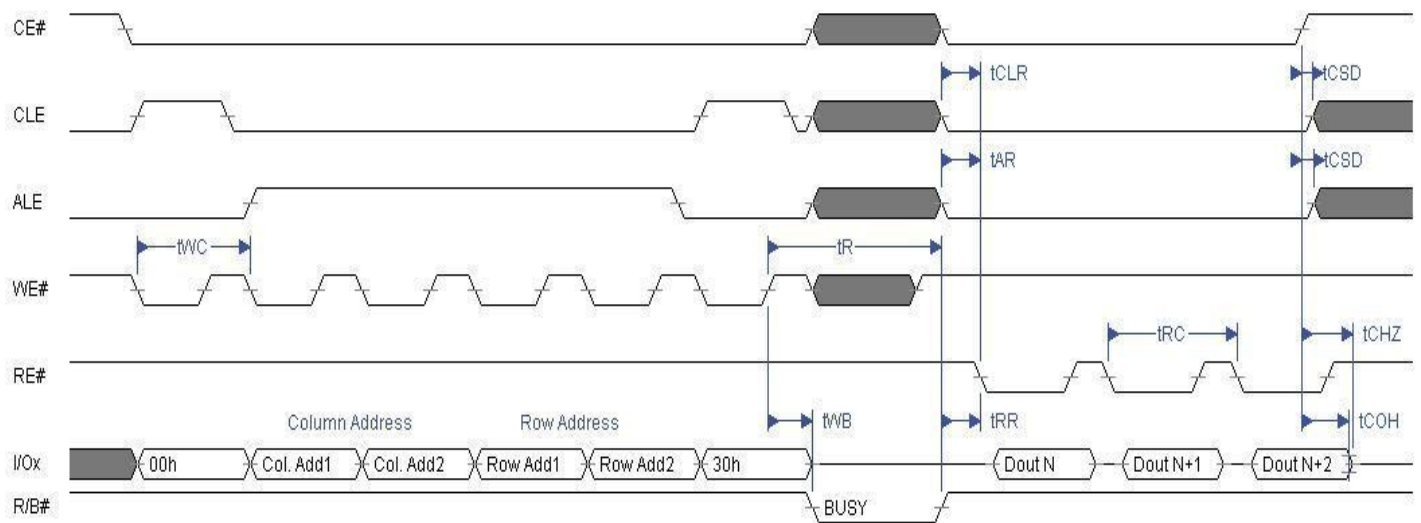 CE#
tCLR
tCSD
CLE
tAR
tCSD
ALE
tWC
tR
WE#
tRC
tCHZ
RE#
Column Address
Row Address
tWB
tRR
tCOH
I/Ox
00h
Col. Add1
Col. Add2
Row Add1
Row Add2
30h
Dout N
Dout N+1
Dout N+2
R/B#
BUSY